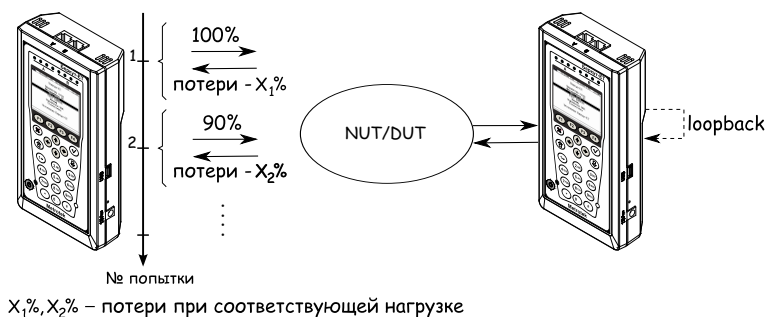 100%
1
потери - X₁%
90%
2
потери - X₂%
NUT/DUT
loopback
№ попытки
X₁%, X₂% – потери при соответствующей нагрузке